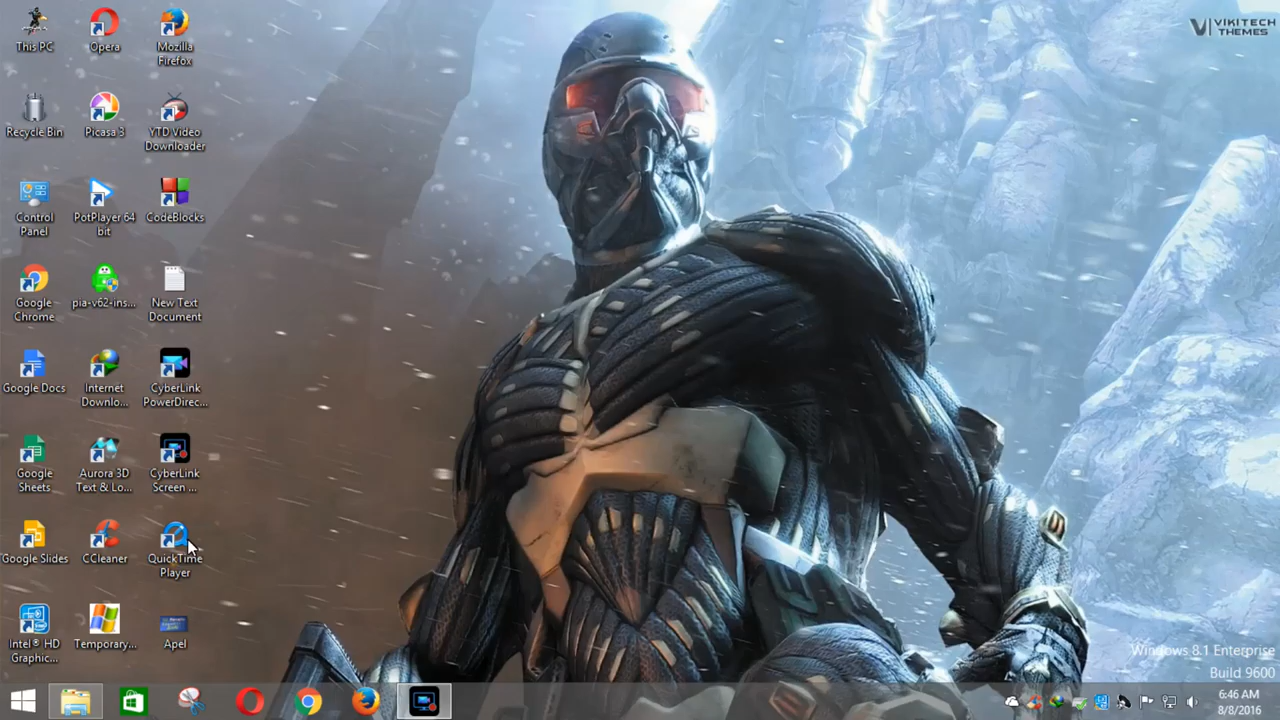 This PC
Opera
Mozilla
Firefox
VIKITECH
THEMES
Recycle Bin
Picasa 3
YTD Video
Downloader
Control
Panel
PotPlayer 64
bit
CodeBlocks
Google
Chrome
pia-v62-ins...
New Text
Document
Google Docs
Internet
Downlo...
CyberLink
PowerDirec...
Google
Sheets
Aurora 3D
Text & Lo...
CyberLink
Screen ...
Google Slides
CCleaner
QuickTime
Player
Intel® HD
Graphic...
Temporary...
Apel
Windows 8.1 Enterprise
Build 9600
6:46 AM
8/8/2016